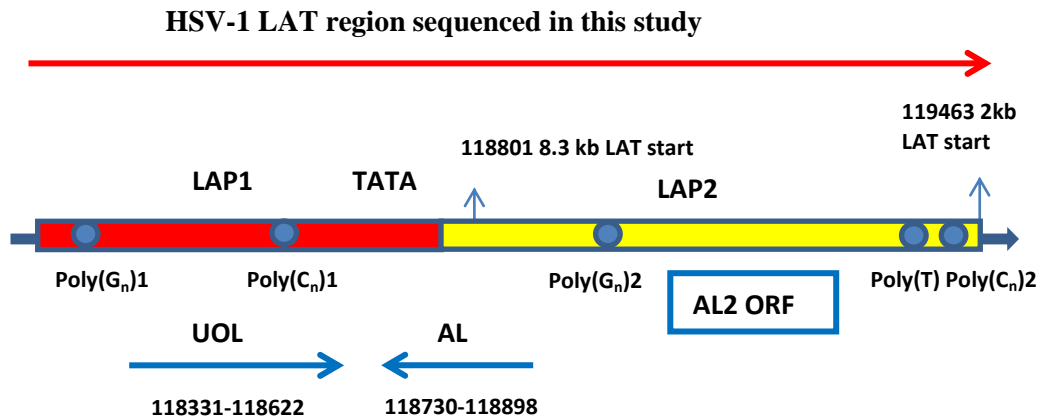 HSV-1 LAT region sequenced in this study
119463 2kb
LAT start
118801 8.3 kb LAT start
LAP1
TATA
LAP2
Poly(Gn)1
Poly(Cn)1
Poly(Gn)2
Poly(T) Poly(Cn)2
AL2 ORF
UOL
AL
118331-118622
118730-118898